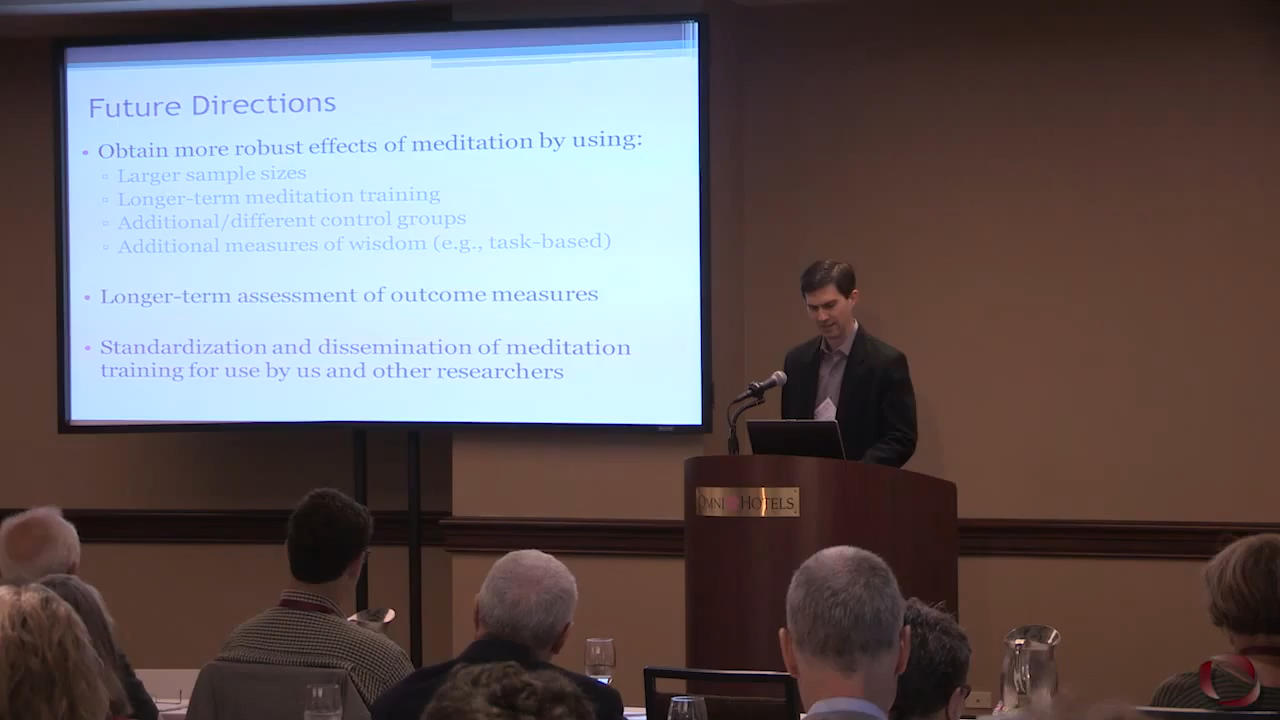 Future Directions
• Obtain more robust effects of meditation by using:
▫ Larger sample sizes
▫ Longer-term meditation training
▫ Additional/different control groups
▫ Additional measures of wisdom (e.g., task-based)
• Longer-term assessment of outcome measures
• Standardization and dissemination of meditation
training for use by us and other researchers
OMNI HOTELS